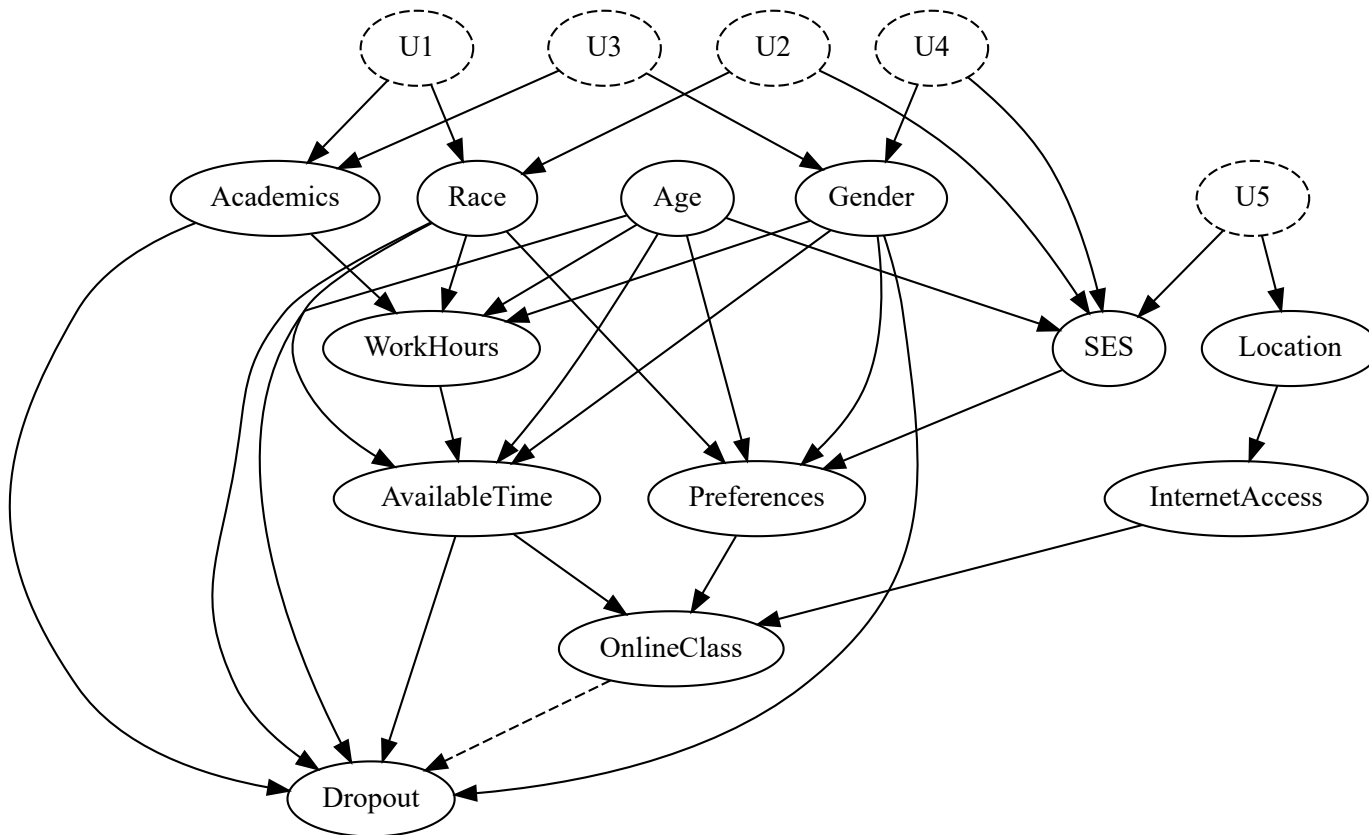 U1
U3
U2
U4
Academics
Race
Age
Gender
U5
WorkHours
SES
Location
AvailableTime
Preferences
InternetAccess
OnlineClass
Dropout